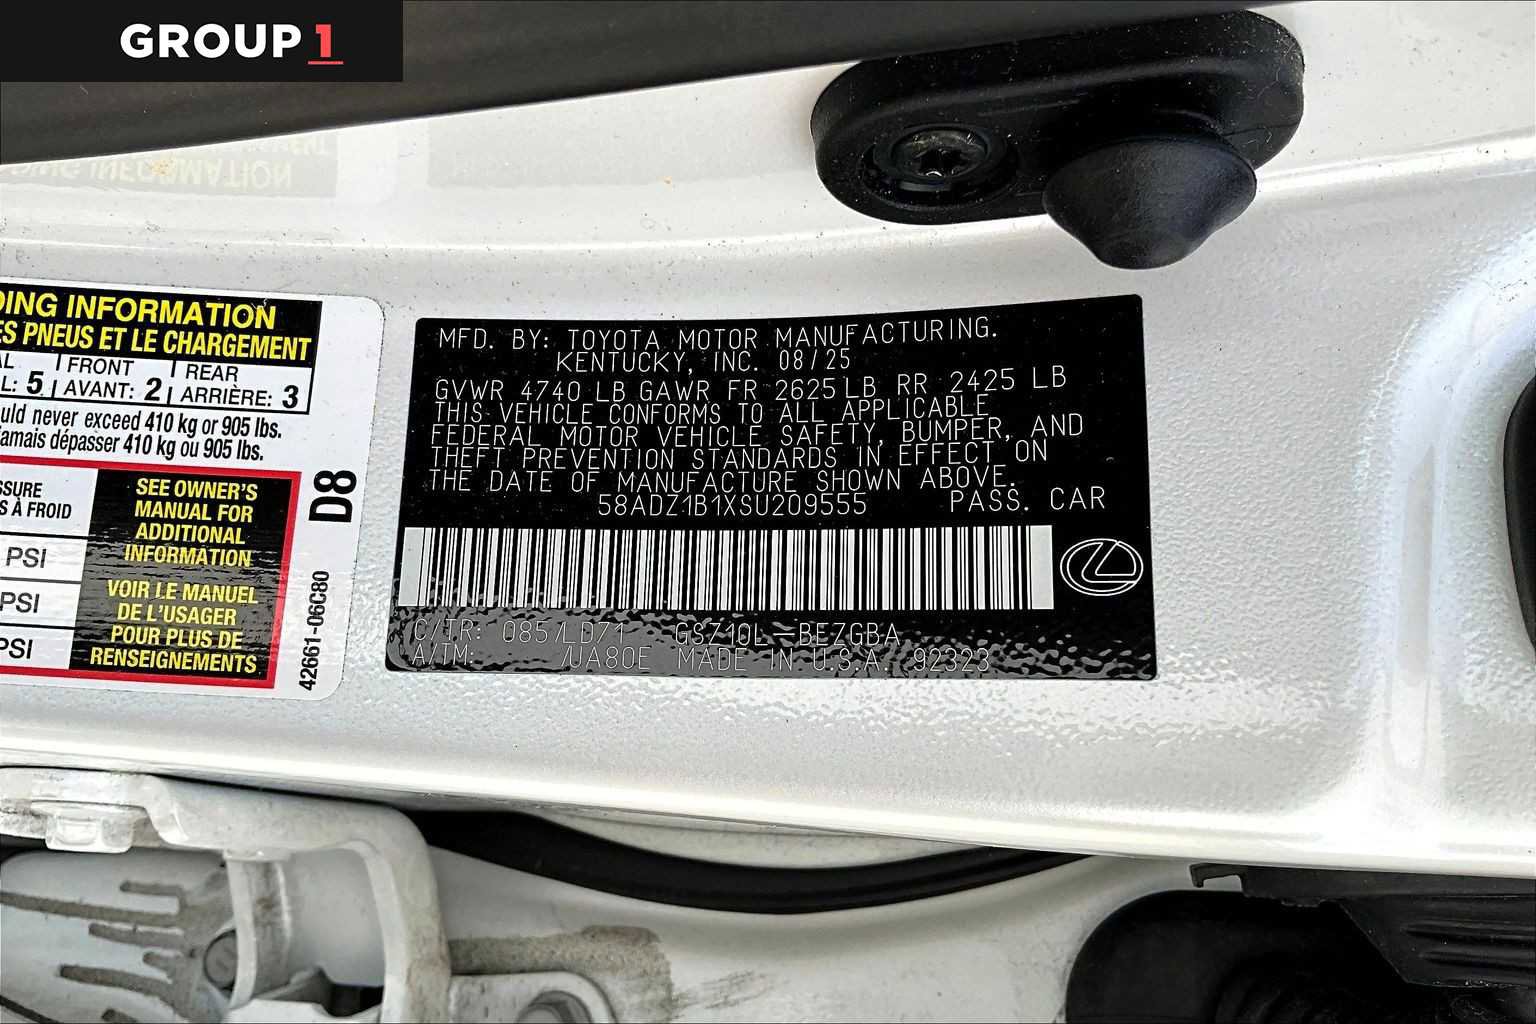 GROUP 1
DING INFORMATION
ES PNEUS ET LE CHARGEMENT
AL FRONT REAR
L: 5 AVANT: 2 ARRIÈRE: 3
uld never exceed 410 kg or 905 lbs.
jamais dépasser 410 kg ou 905 lbs.
SSURE
S À FROID
PSI
PSI
PSI
SEE OWNER'S
MANUAL FOR
ADDITIONAL
INFORMATION
VOIR LE MANUEL
DE L'USAGER
POUR PLUS DE
RENSEIGNEMENTS
D8
42661-06C80
MFD. BY: TOYOTA MOTOR MANUFACTURING.
KENTUCKY, INC. 08/25
GVWR 4740 LB GAWR FR 2625 LB RR 2425 LB
THIS VEHICLE CONFORMS TO ALL APPLICABLE
FEDERAL MOTOR VEHICLE SAFETY, BUMPER, AND
THEFT PREVENTION STANDARDS IN EFFECT ON
THE DATE OF MANUFACTURE SHOWN ABOVE.
58ADZ1B1XSU209555 PASS. CAR
C/TR: 085/LD71 GSZ10L-BEZGBA
A/TM: /UA80E MADE IN U.S.A. 92323